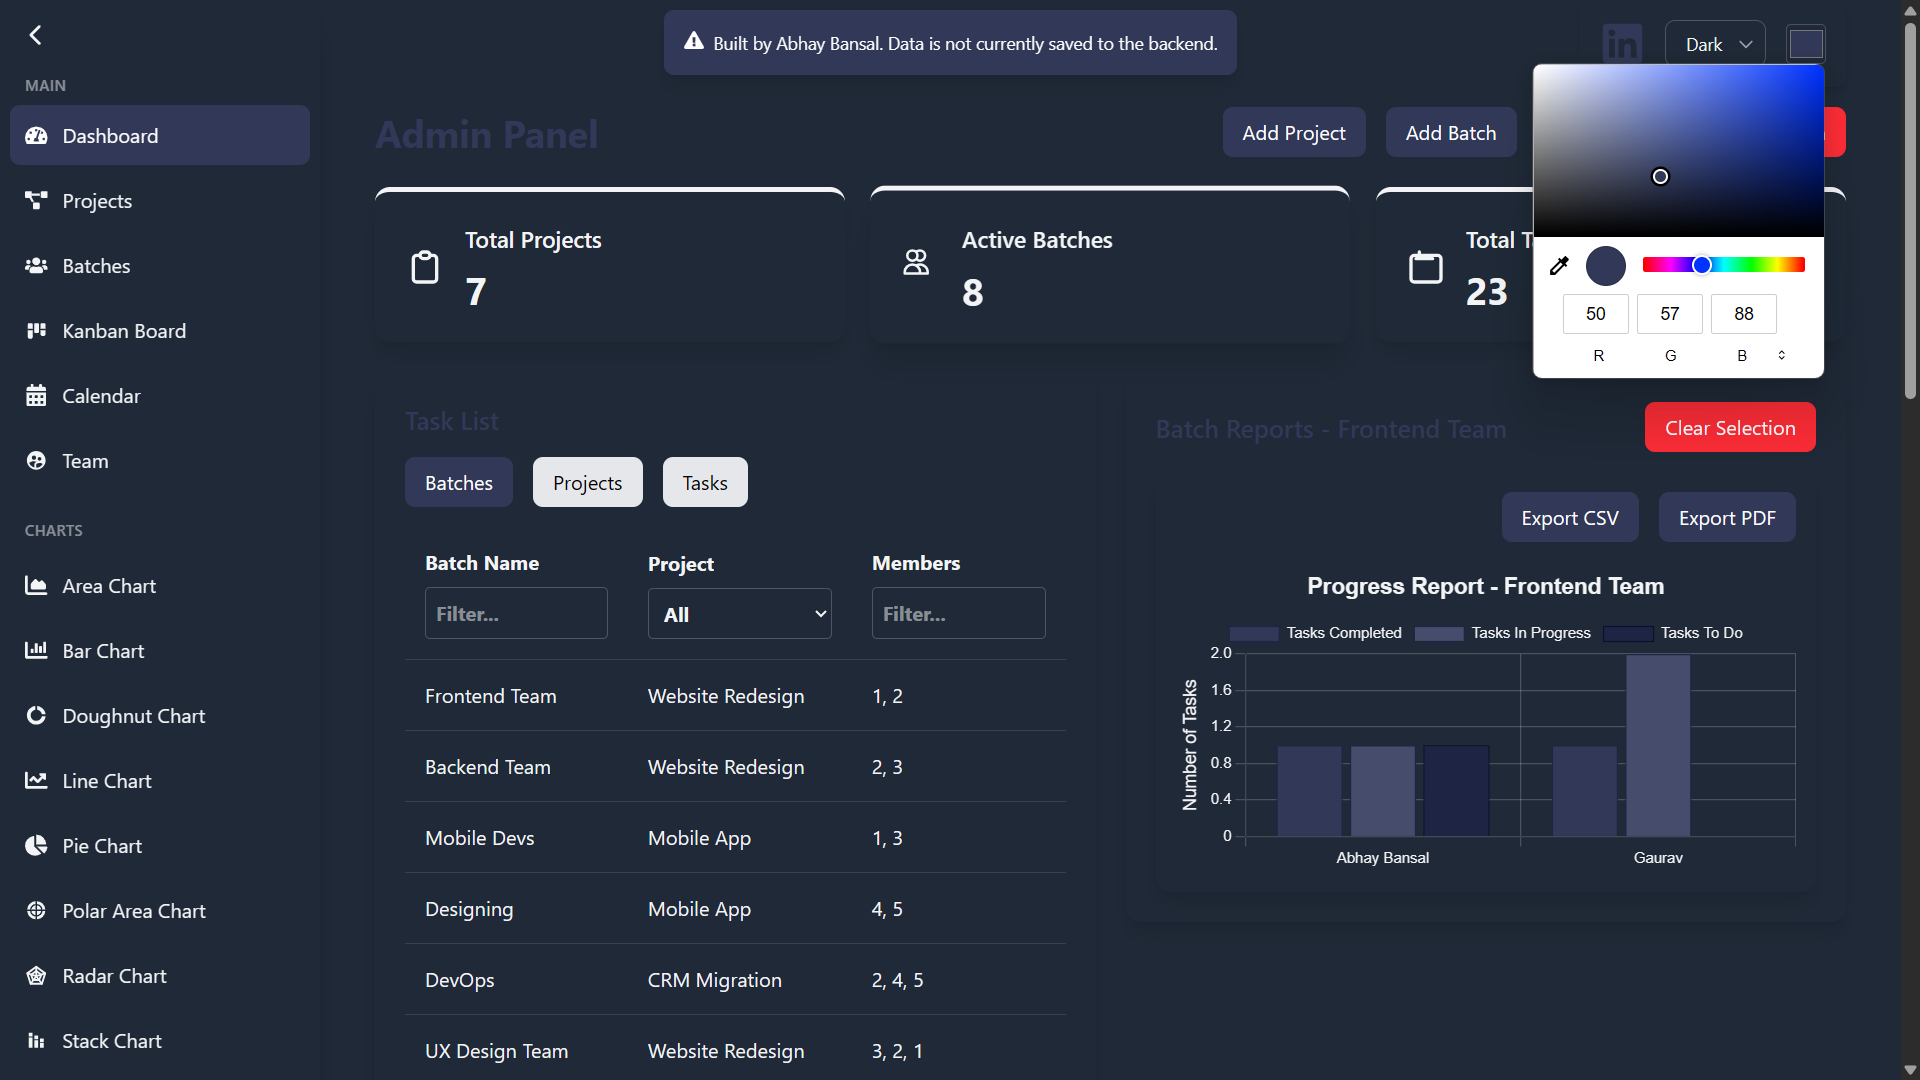 Built by Abhay Bansal. Data is not currently saved to the backend.
in
Dark
MAIN
Dashboard
Projects
Batches
Kanban Board
Calendar
Team
CHARTS
Area Chart
Bar Chart
Doughnut Chart
Line Chart
Pie Chart
Polar Area Chart
Radar Chart
Stack Chart
Admin Panel
Add Project
Add Batch
Total Projects
7
Active Batches
8
Total T
23
50 57 88
R G B
Task List
Batches Projects Tasks
Batch Name Project Members
Filter... All Filter...
Frontend Team Website Redesign 1, 2
Backend Team Website Redesign 2, 3
Mobile Devs Mobile App 1, 3
Designing Mobile App 4, 5
DevOps CRM Migration 2, 4, 5
UX Design Team Website Redesign 3, 2, 1
Batch Reports - Frontend Team
Clear Selection
Export CSV Export PDF
Progress Report - Frontend Team
Tasks Completed Tasks In Progress Tasks To Do
Number of Tasks
2.0
1.6
1.2
0.8
0.4
0
Abhay Bansal Gaurav